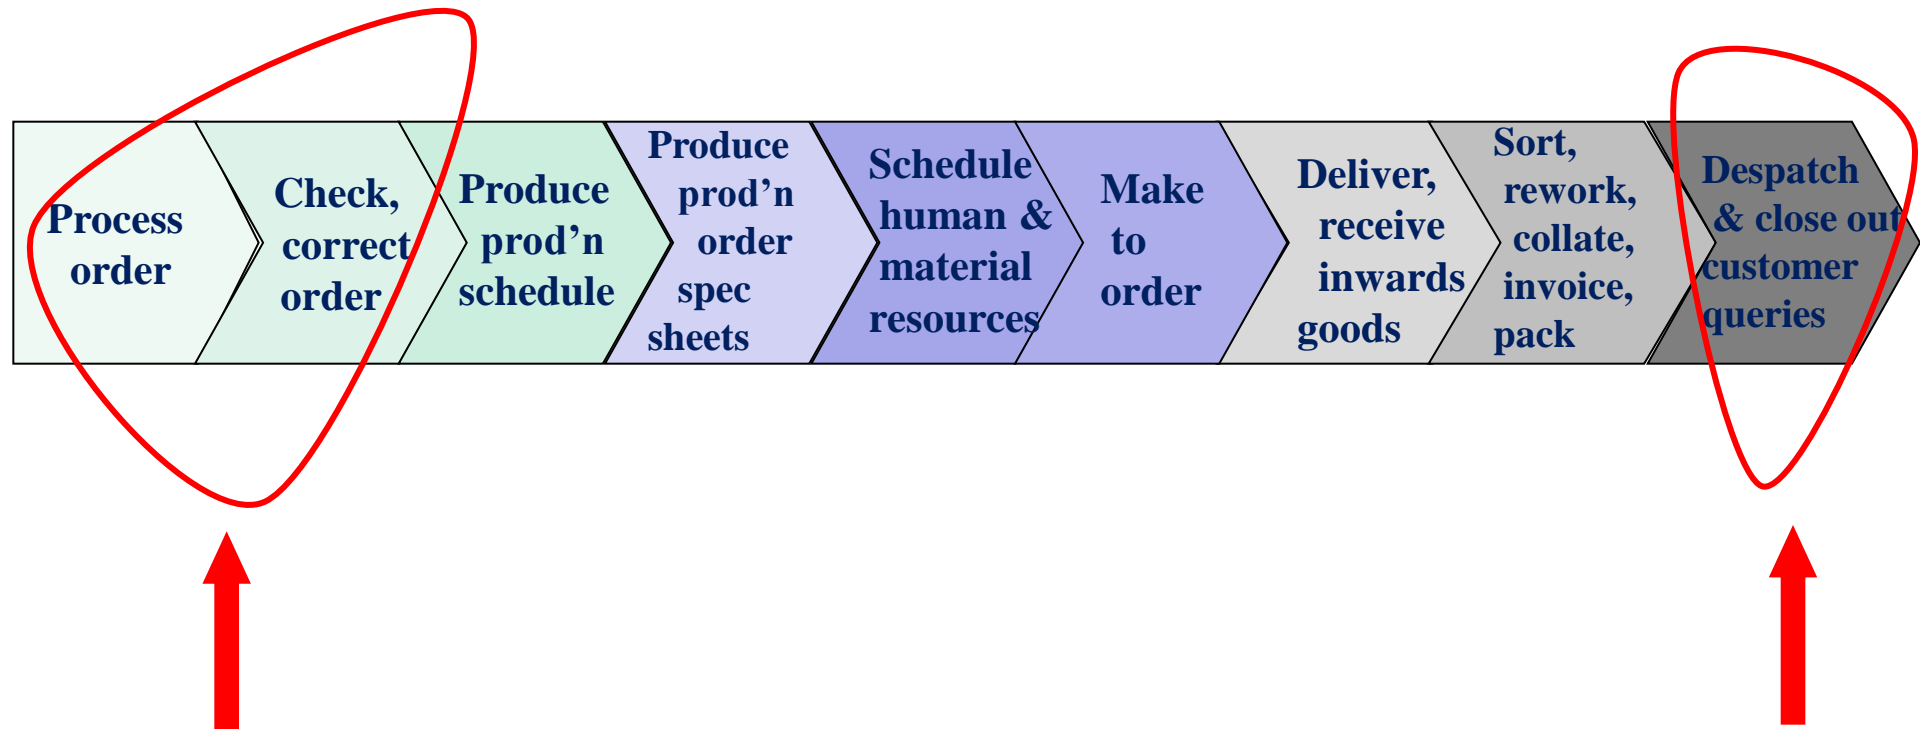 Process
order
Check,
correct
order
Produce
prod’n
schedule
Produce
prod’n
order
spec
sheets
Schedule
human &
material
resources
Make
to
order
Deliver,
receive
inwards
goods
Sort,
rework,
collate,
invoice,
pack
Despatch
& close out
customer
queries